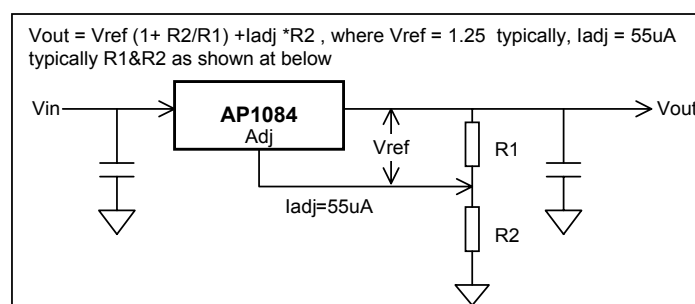 Vout = Vref (1+ R2/R1) +Iadj *R2 , where Vref = 1.25  typically, Iadj = 55uA
typically R1&R2 as shown at below
Vin
AP1084
Adj
Vout
Vref
R1
Iadj=55uA
R2